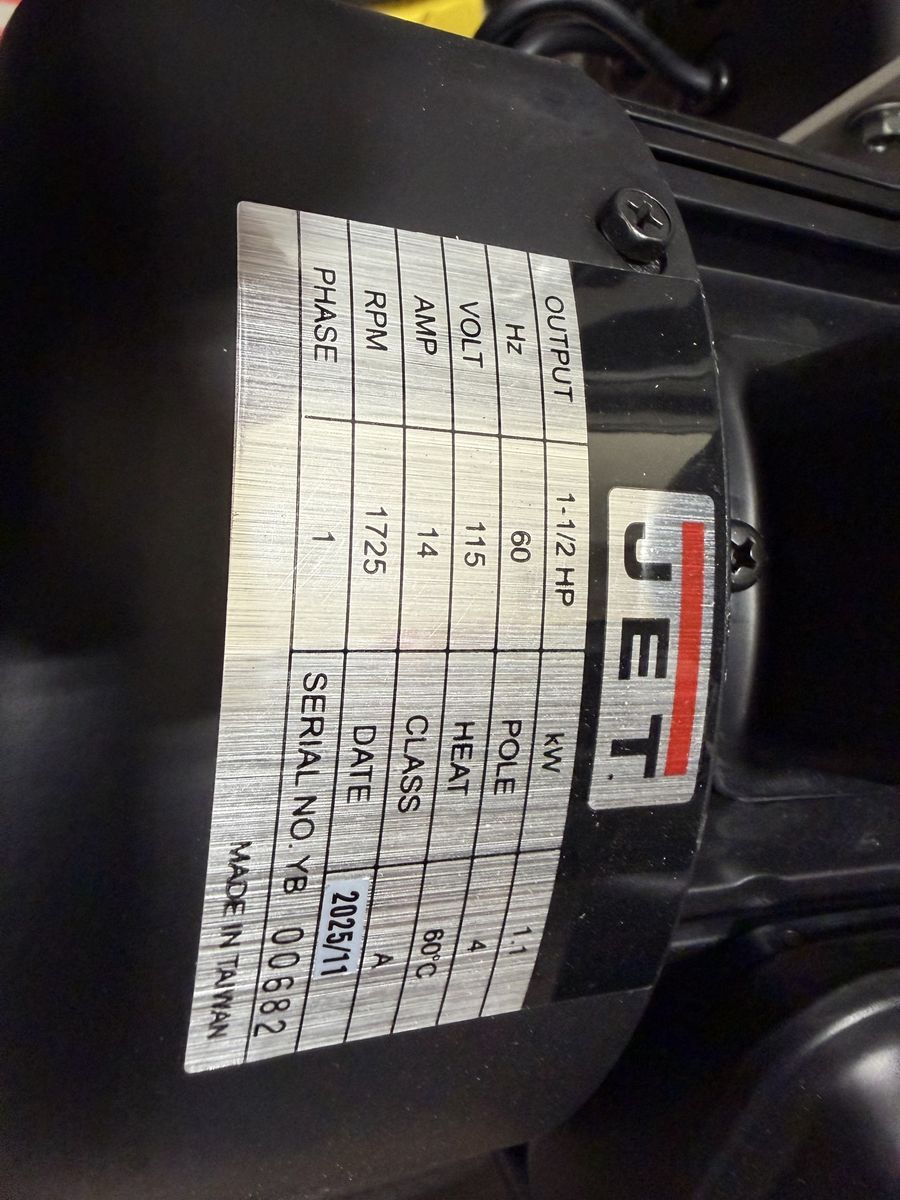 JET
OUTPUT 1-1/2 HP kW 1.1
Hz 60 POLE 4
VOLT 115 HEAT 60°C
AMP 14 CLASS A
RPM 1725 DATE 2025/11
PHASE 1 SERIAL NO. YB 00682
MADE IN TAIWAN